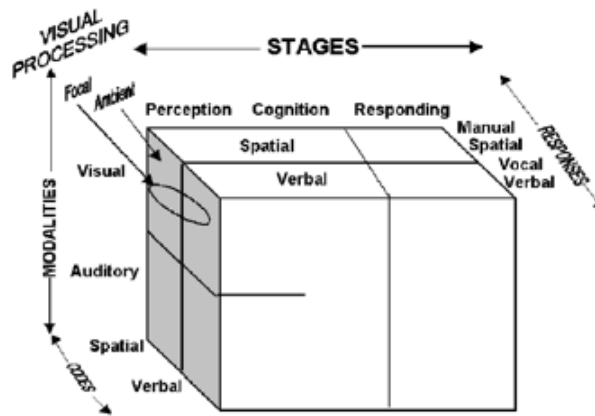 VISUAL
PROCESSING
STAGES
Focal
Ambient
Perception Cognition Responding
Manual
Spatial
Vocal
Verbal
RESPONSES
Spatial
Verbal
Visual
MODALITIES
Auditory
Spatial
Verbal
CODES